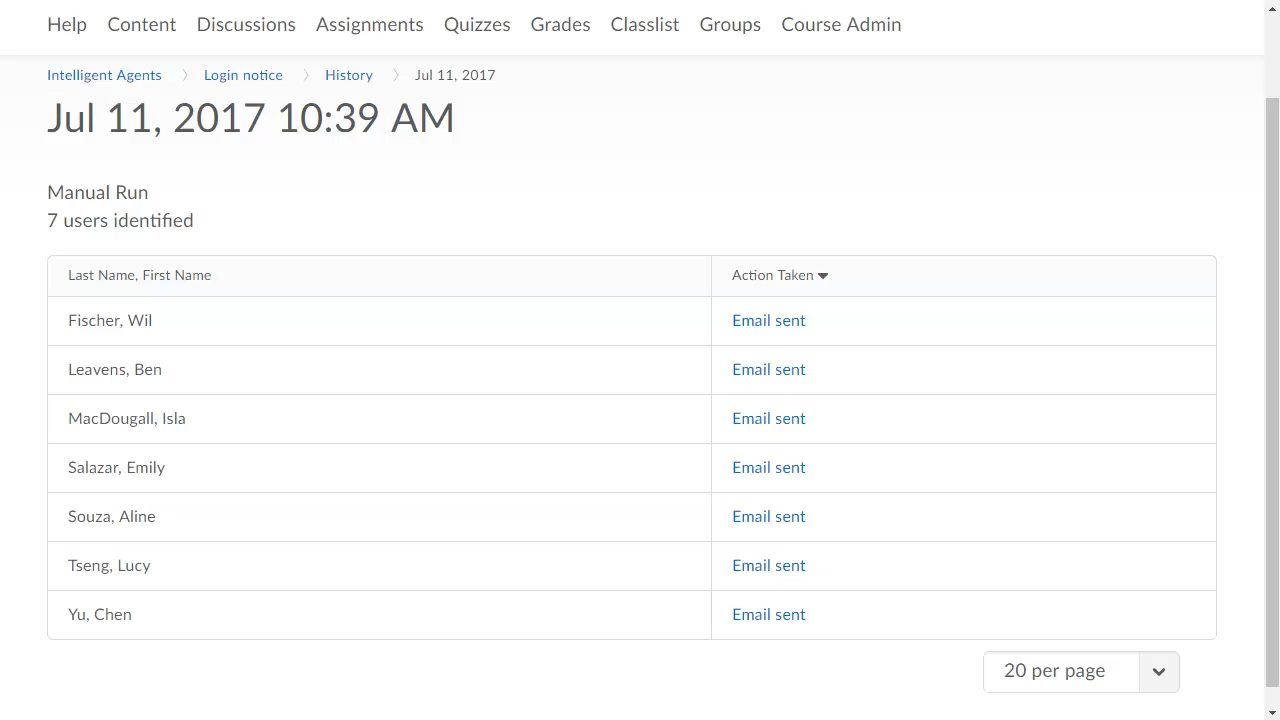 Help Content Discussions Assignments Quizzes Grades Classlist Groups Course Admin
Intelligent Agents Login notice History Jul 11, 2017
Jul 11, 2017 10:39 AM
Manual Run
7 users identified
Last Name, First Name Action Taken
Fischer, Wil Email sent
Leavens, Ben Email sent
MacDougall, Isla Email sent
Salazar, Emily Email sent
Souza, Aline Email sent
Tseng, Lucy Email sent
Yu, Chen Email sent
20 per page